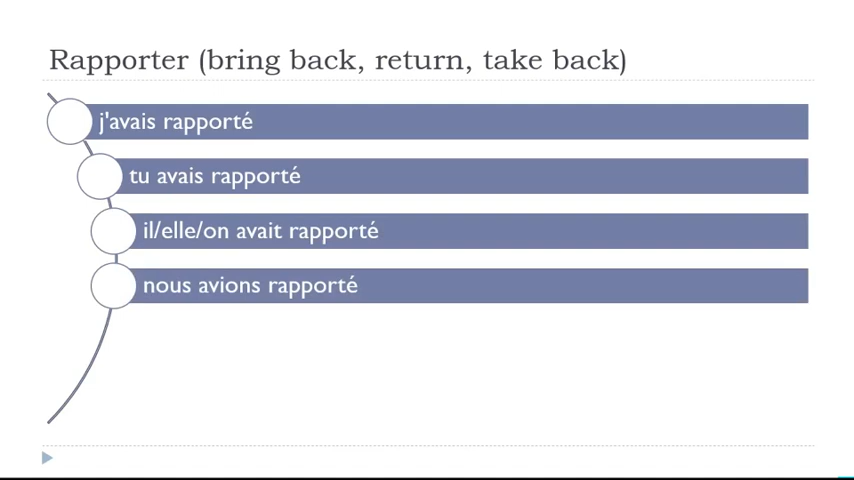 Rapporter (bring back, return, take back)
j'avais rapporté
tu avais rapporté
il/elle/on avait rapporté
nous avions rapporté